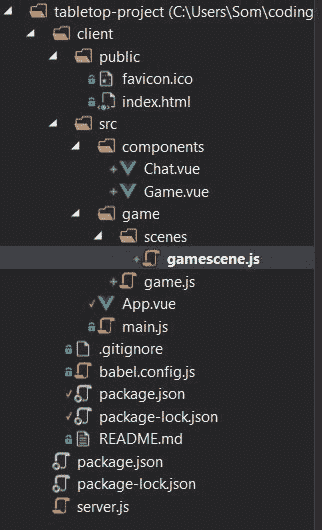 tabletop-project (C:\Users\Som\coding
client
public
favicon.ico
index.html
src
components
Chat.vue
Game.vue
game
scenes
gamescene.js
game.js
App.vue
main.js
.gitignore
babel.config.js
package.json
package-lock.json
README.md
package.json
package-lock.json
server.js